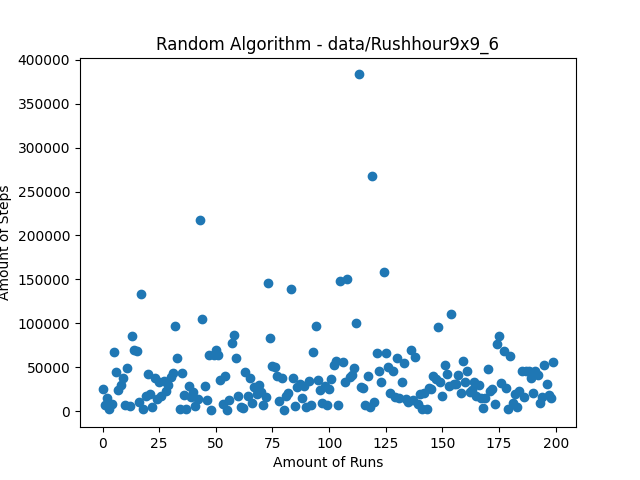 Random Algorithm - data/Rushhour9x9_6
400000
350000
300000
250000
200000
150000
100000
50000
0
Amount of Steps
0 25 50 75 100 125 150 175 200
Amount of Runs